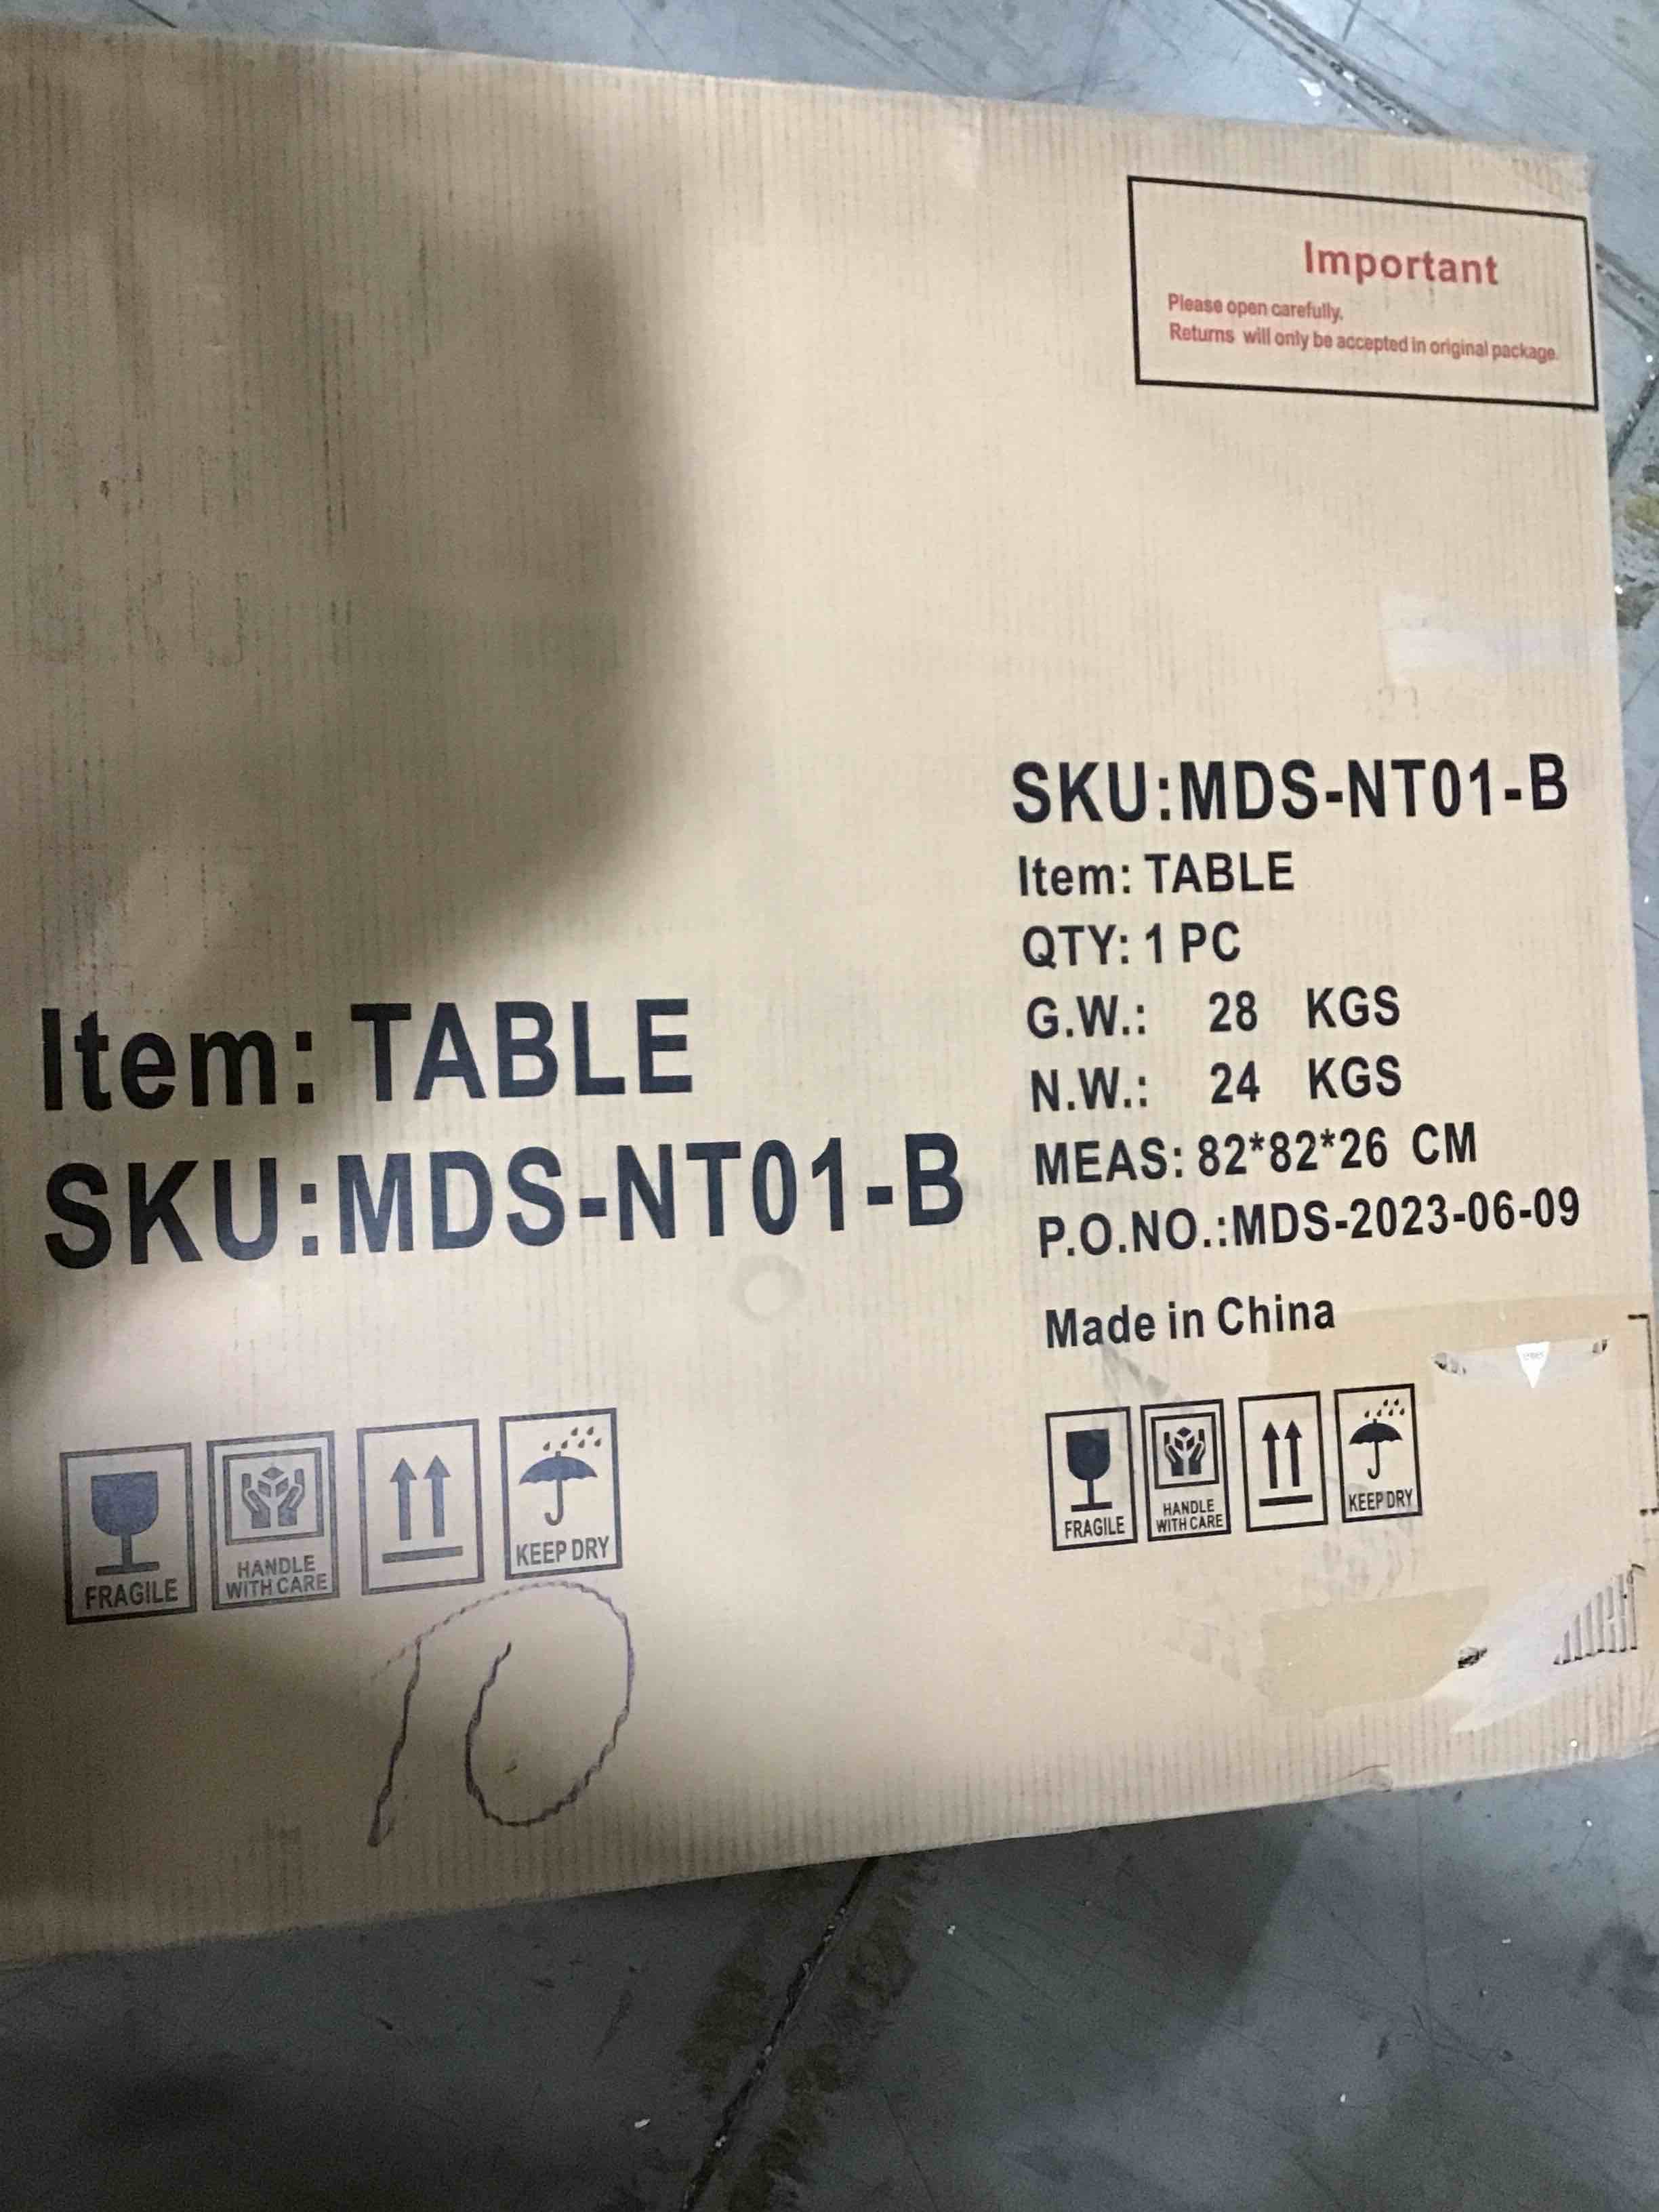 Important
Please open carefully.
Returns will only be accepted in original package.
Item: TABLE
SKU:MDS-NT01-B
FRAGILE
HANDLE
WITH CARE
KEEP DRY
10
SKU:MDS-NT01-B
Item: TABLE
QTY: 1 PC
G.W.: 28 KGS
N.W.: 24 KGS
MEAS: 82*82*26 CM
P.O.NO.:MDS-2023-06-09
Made in China
FRAGILE
HANDLE
WITH CARE
KEEP DRY